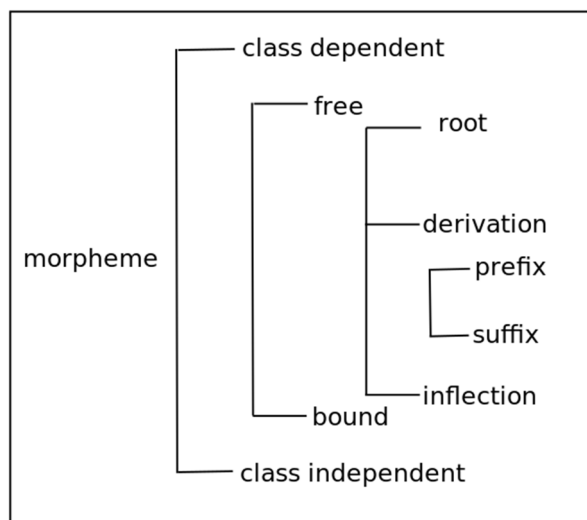 class dependent
free
root
derivation
morpheme
prefix
suffix
inflection
bound
class independent